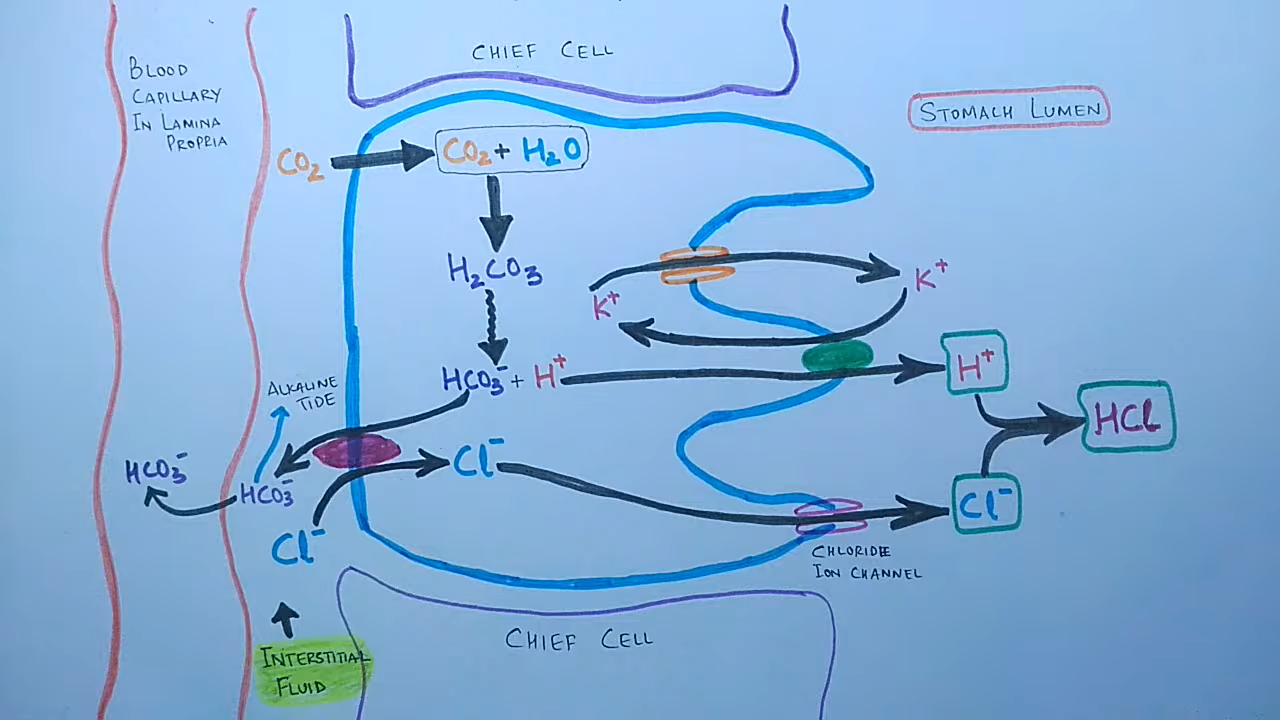 CHIEF CELL
BLOOD
CAPILLARY
IN LAMINA
PROPRIA
STOMACH LUMEN
CO₂
CO₂ + H₂O
H₂CO₃
K⁺
K⁺
HCO₃⁻ + H⁺
H⁺
ALKALINE
TIDE
HCl
HCO₃⁻
HCO₃⁻
Cl⁻
Cl⁻
Cl⁻
CHLORIDE
ION CHANNEL
CHIEF CELL
INTERSTITIAL
FLUID